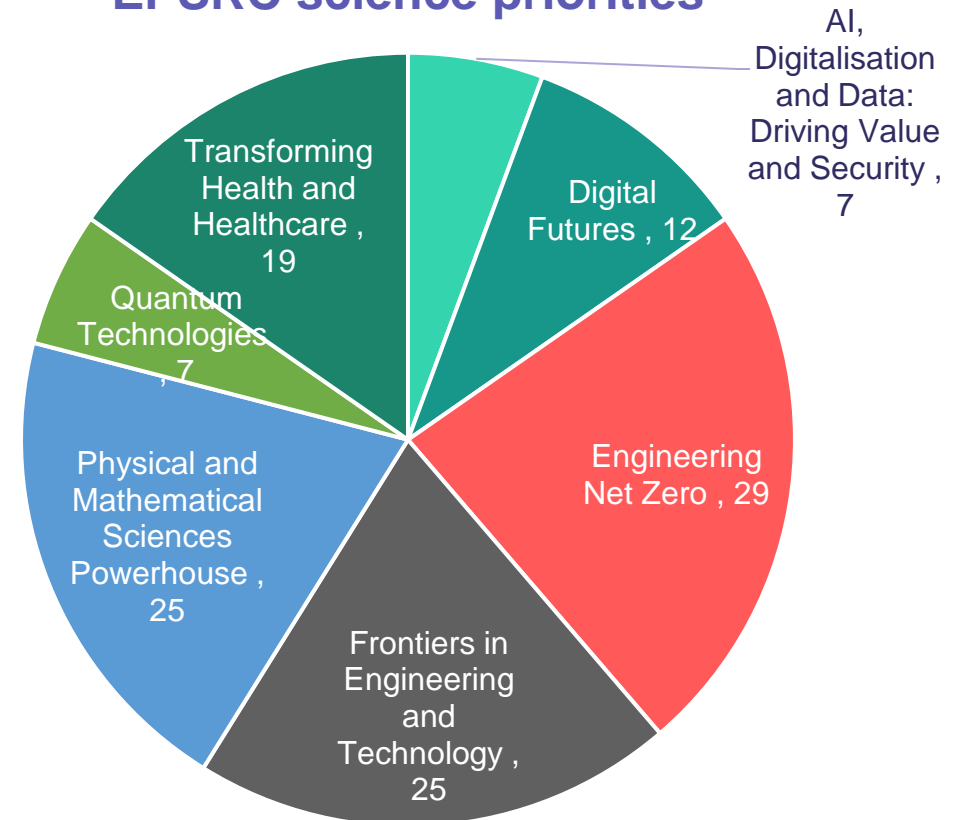 EPSRC science priorities
AI,
Digitalisation
and Data:
Driving Value
and Security ,
7
Transforming
Health and
Healthcare ,
19
Digital
Futures , 12
Quantum
Technologies
, 7
Engineering
Net Zero , 29
Physical and
Mathematical
Sciences
Powerhouse ,
25
Frontiers in
Engineering
and
Technology ,
25